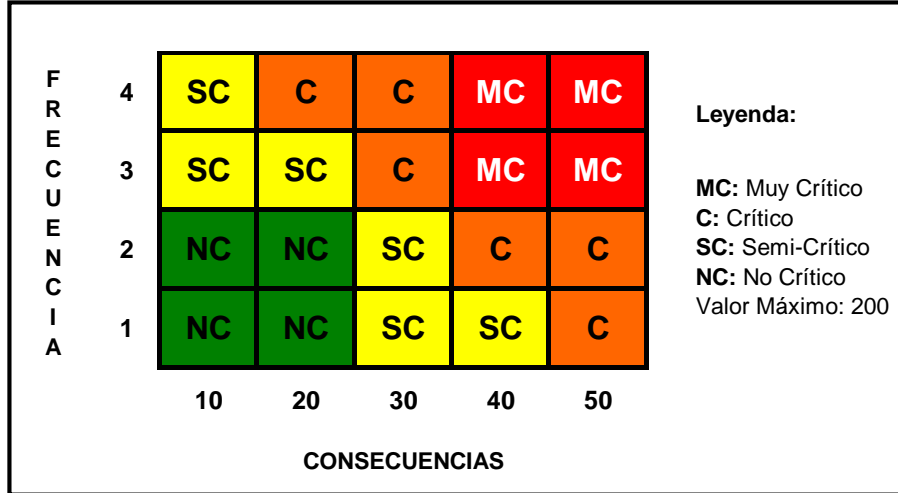 FRECUENCIA
4 SC C C MC MC
3 SC SC C MC MC
2 NC NC SC C C
1 NC NC SC SC C
10 20 30 40 50
CONSECUENCIAS
Leyenda:
MC: Muy Crítico
C: Crítico
SC: Semi-Crítico
NC: No Crítico
Valor Máximo: 200